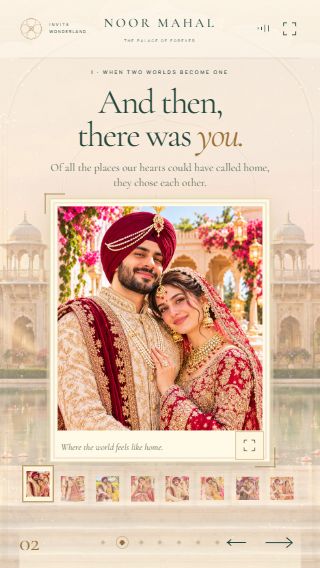 INVITE
WONDERLAND
NOOR MAHAL
THE PALACE OF FOREVER
I · WHEN TWO WORLDS BECOME ONE
And then,
there was you.
Of all the places our hearts could have called home,
they chose each other.
Where the world feels like home.
02